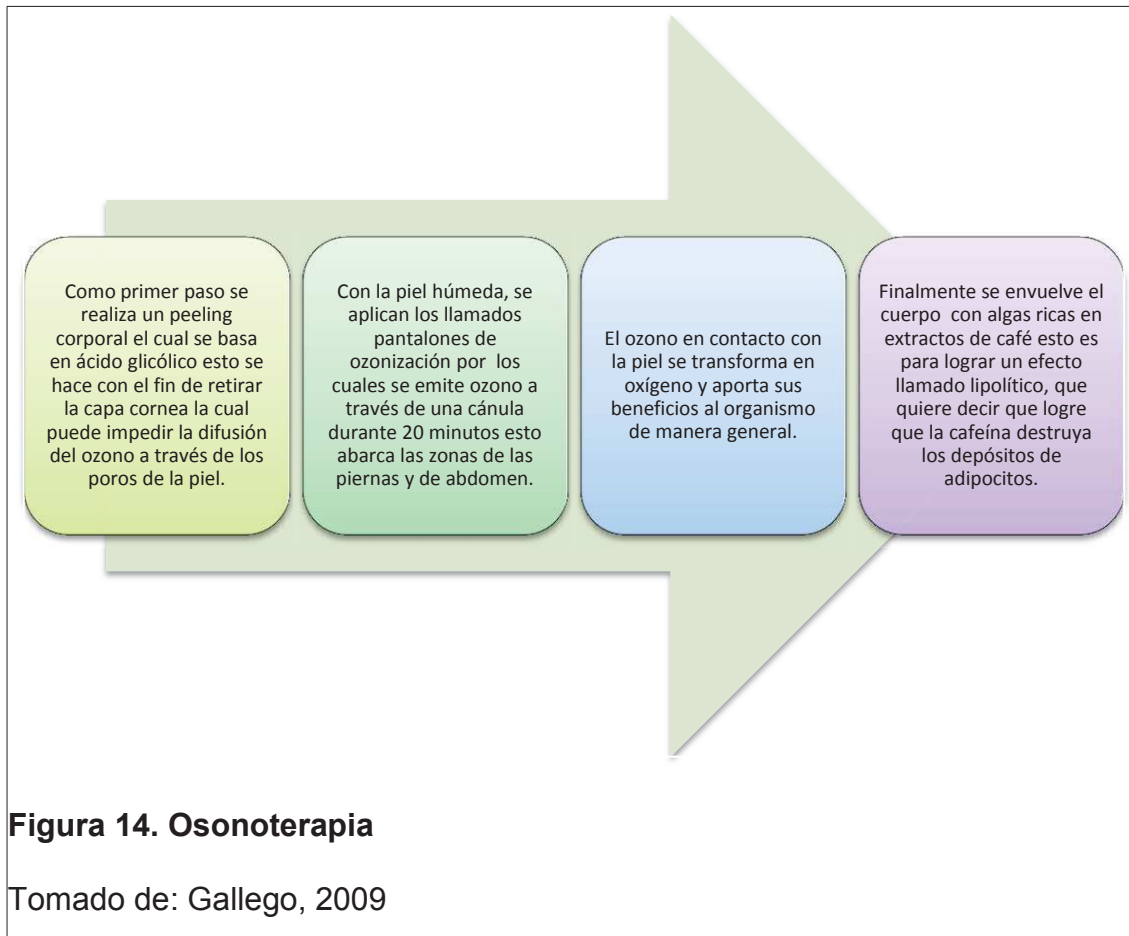 Como primer paso se
realiza un peeling
corporal el cual se basa
en ácido glicólico esto se
hace con el fin de retirar
la capa cornea la cual
puede impedir la difusión
del ozono a través de los
poros de la piel.
Con la piel húmeda, se
aplican los llamados
pantalones de
ozonización por los
cuales se emite ozono a
través de una cánula
durante 20 minutos esto
abarca las zonas de las
piernas y de abdomen.
El ozono en contacto con
la piel se transforma en
oxígeno y aporta sus
beneficios al organismo
de manera general.
Finalmente se envuelve el
cuerpo con algas ricas en
extractos de café esto es
para lograr un efecto
llamado lipolítico, que
quiere decir que logre
que la cafeína destruya
los depósitos de
adipocitos.
Figura 14. Osonoterapia
Tomado de: Gallego, 2009